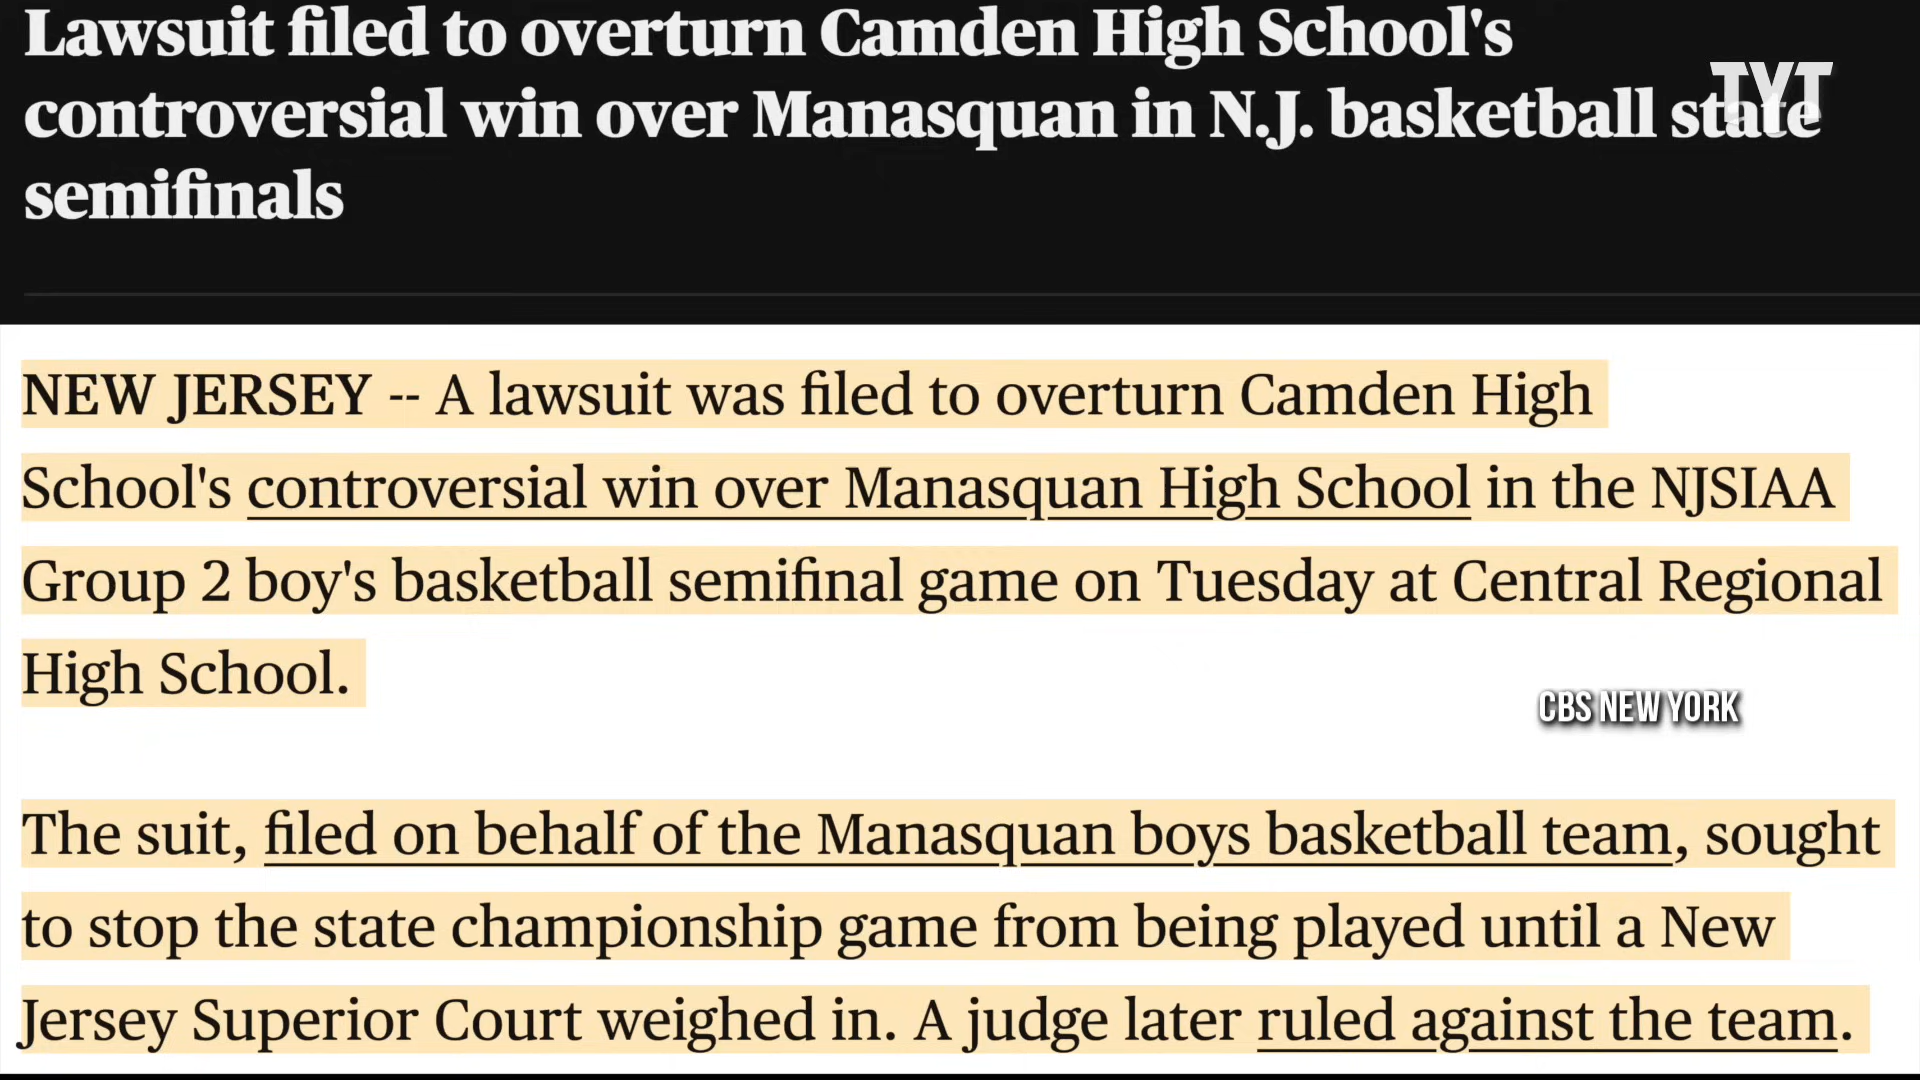 Lawsuit filed to overturn Camden High School's
controversial win over Manasquan in N.J. basketball state
semifinals
TYT
NEW JERSEY -- A lawsuit was filed to overturn Camden High
School's controversial win over Manasquan High School in the NJSIAA
Group 2 boy's basketball semifinal game on Tuesday at Central Regional
High School.
CBS NEW YORK
The suit, filed on behalf of the Manasquan boys basketball team, sought
to stop the state championship game from being played until a New
Jersey Superior Court weighed in. A judge later ruled against the team.